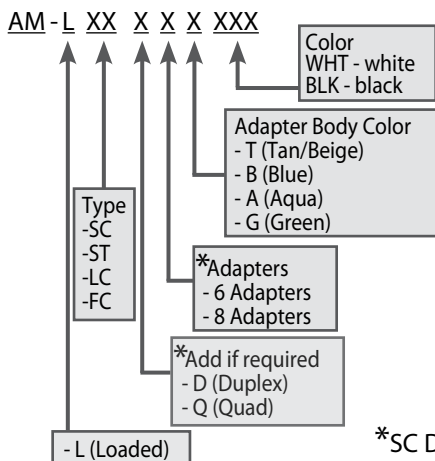 AM - L XX X X X XXX
Color
WHT - white
BLK - black
Adapter Body Color
- T (Tan/Beige)
- B (Blue)
- A (Aqua)
- G (Green)
Type
-SC
-ST
-LC
-FC
*Adapters
- 6 Adapters
- 8 Adapters
*Add if required
- D (Duplex)
- Q (Quad)
- L (Loaded)
*SC D